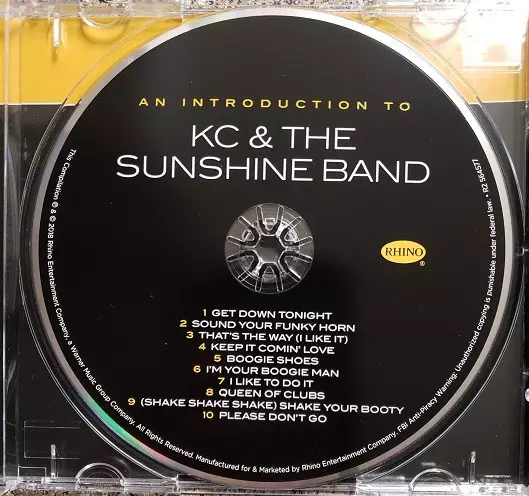 AN INTRODUCTION TO
KC & THE
SUNSHINE BAND
RHINO
®
1 GET DOWN TONIGHT
2 SOUND YOUR FUNKY HORN
3 THAT'S THE WAY (I LIKE IT)
4 KEEP IT COMIN' LOVE
5 BOOGIE SHOES
6 I'M YOUR BOOGIE MAN
7 I LIKE TO DO IT
8 QUEEN OF CLUBS
9 (SHAKE SHAKE SHAKE) SHAKE YOUR BOOTY
10 PLEASE DON'T GO
This Compilation ℗ & © 2018 Rhino Entertainment Company, a Warner Music Group Company. All Rights Reserved. Manufactured for & Marketed by Rhino Entertainment Company. FBI Anti-Piracy Warning: Unauthorized copying is punishable under federal law. • R2 564577